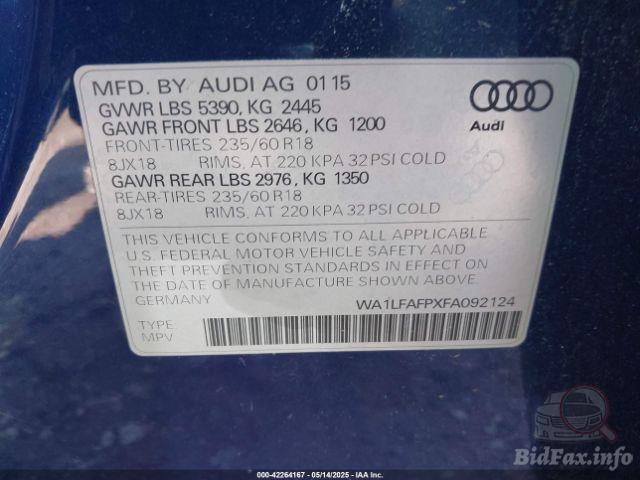 MFD. BY AUDI AG 01 15
GVWR LBS 5390, KG 2445
GAWR FRONT LBS 2646, KG 1200
FRONT-TIRES 235/60 R18
8JX18 RIMS, AT 220 KPA 32 PSI COLD
GAWR REAR LBS 2976, KG 1350
REAR-TIRES 235/60 R18
8JX18 RIMS, AT 220 KPA 32 PSI COLD
Audi
THIS VEHICLE CONFORMS TO ALL APPLICABLE
U.S. FEDERAL MOTOR VEHICLE SAFETY AND
THEFT PREVENTION STANDARDS IN EFFECT ON
THE DATE OF MANUFACTURE SHOWN ABOVE
GERMANY
WA1LFAFPXFA092124
TYPE:
MPV
BidFax.info
000-42264167 - 05/14/2025 - IAA Inc.